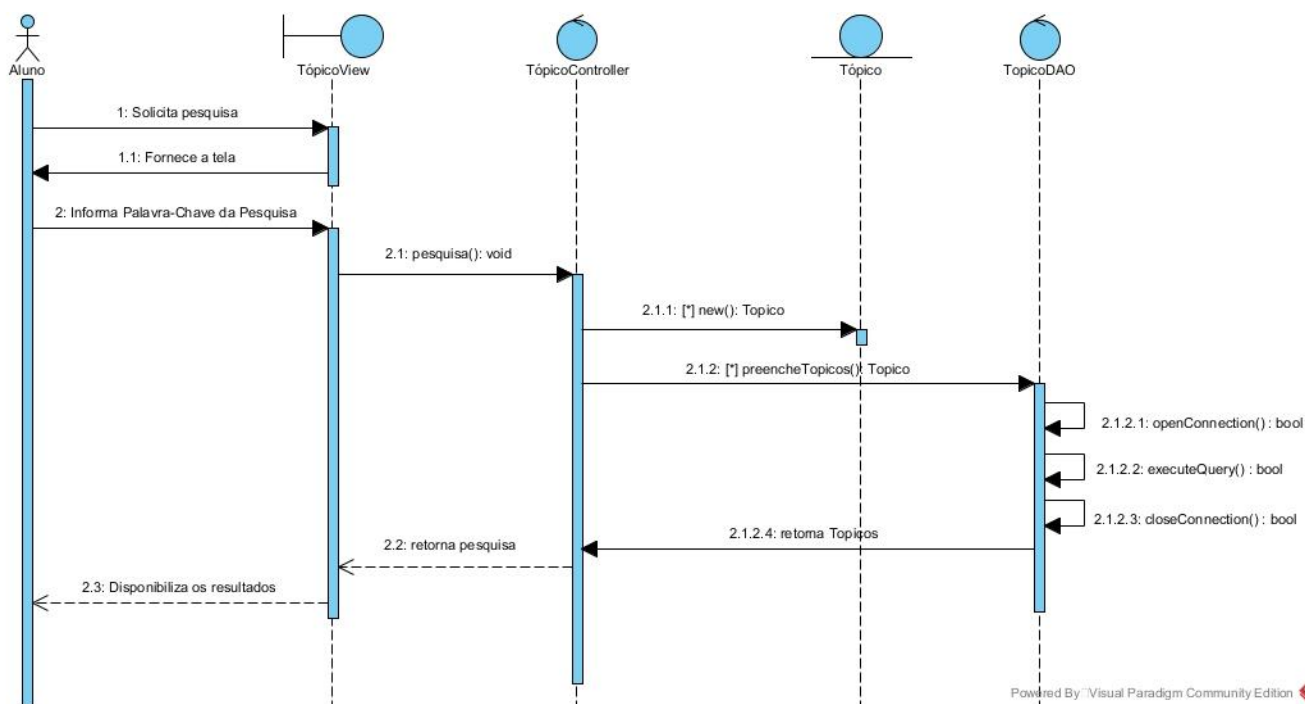 Aluno
TópicoView
TópicoController
Tópico
TopicoDAO
1: Solicita pesquisa
1.1: Fornece a tela
2: Informa Palavra-Chave da Pesquisa
2.1: pesquisa(): void
2.1.1: [*] new(): Topico
2.1.2: [*] preencheTopicos(): Topico
2.1.2.1: openConnection() : bool
2.1.2.2: executeQuery() : bool
2.1.2.3: closeConnection() : bool
2.1.2.4: retorna Topicos
2.2: retorna pesquisa
2.3: Disponibiliza os resultados
Powered By Visual Paradigm Community Edition